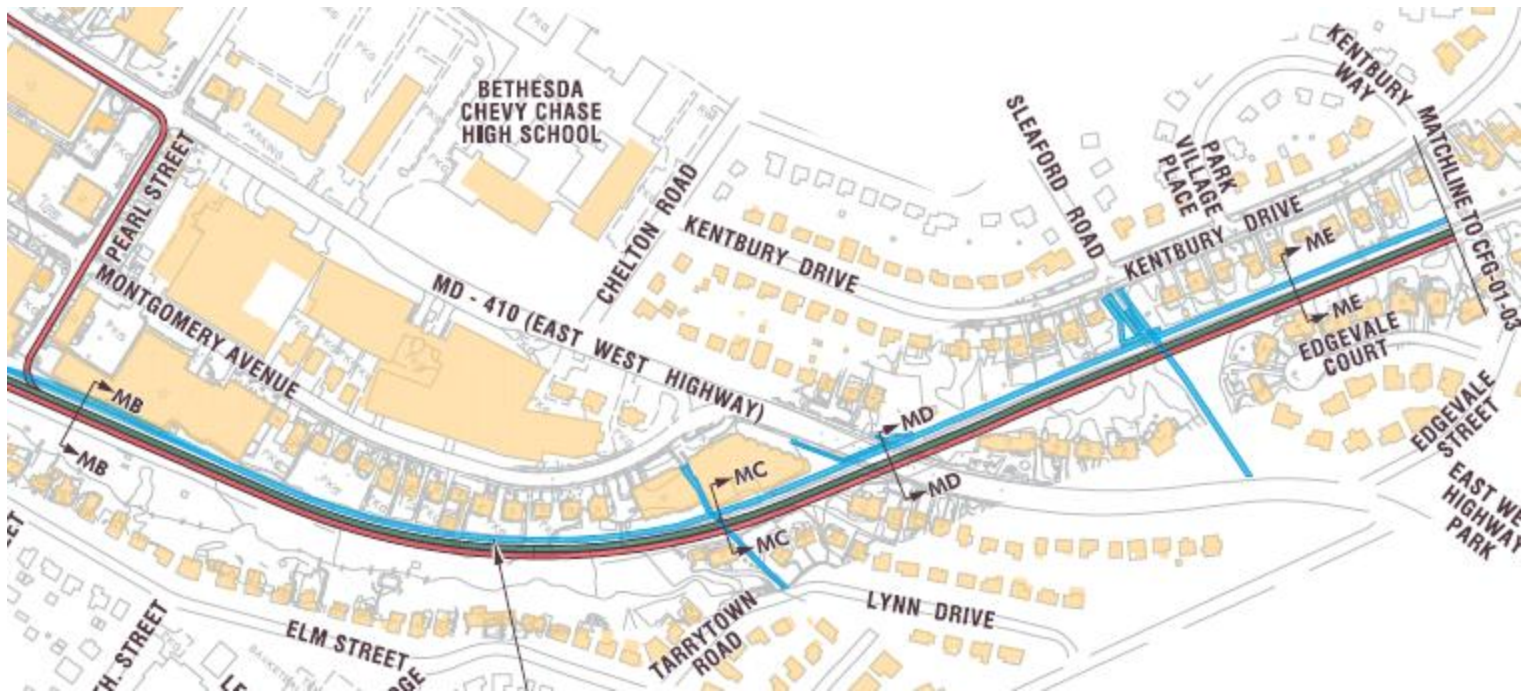 BETHESDA
CHEVY CHASE
HIGH SCHOOL
KENTBURY
WAY
MATCHLINE TO CFG-01-03
SLEAFORD ROAD
PARK
VILLAGE
PLACE
PEARL STREET
CHELTON ROAD
KENTBURY DRIVE
KENTBURY DRIVE
MD - 410 (EAST WEST HIGHWAY)
MONTGOMERY AVENUE
ME
ME
EDGEVALE
COURT
MB
MB
MD
MD
MC
MC
EDGEVALE
STREET
EAST WE
HIGHWAY
PARK
PARKING
TARRYTOWN
ROAD
LYNN DRIVE
ELM STREET
TH. STREET